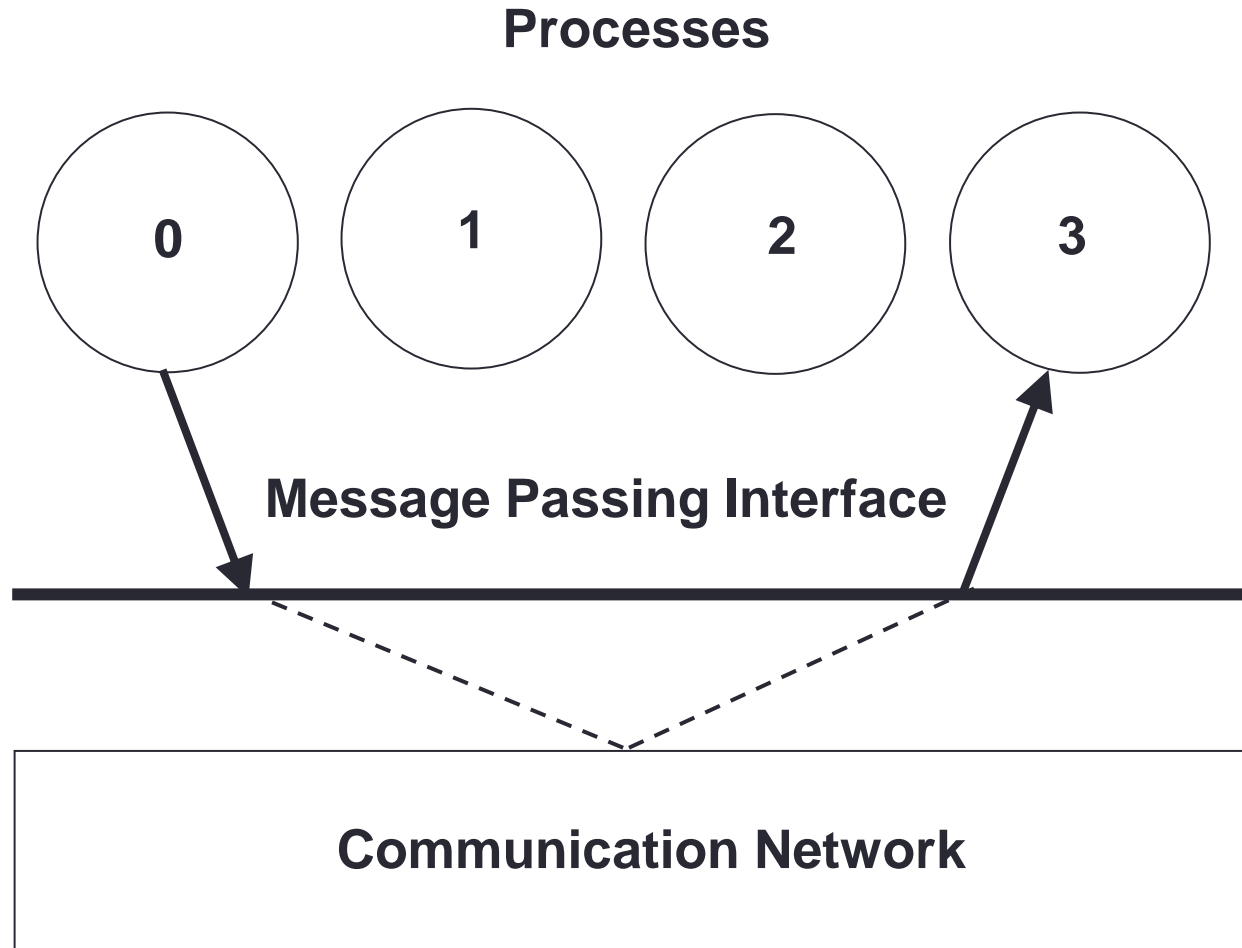 Processes
0
1
2
3
Message Passing Interface
Communication Network